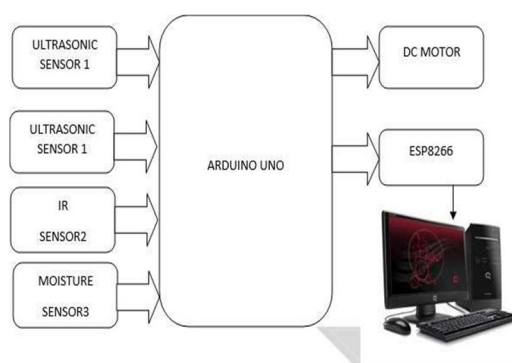 ULTRASONIC
SENSOR 1
ULTRASONIC
SENSOR 1
IR
SENSOR2
MOISTURE
SENSOR3
ARDUINO UNO
DC MOTOR
ESP8266